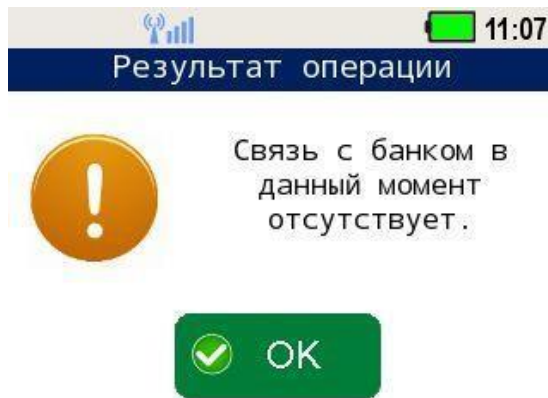 11:07
Результат операции
Связь с банком в
данный момент
отсутствует.
OK